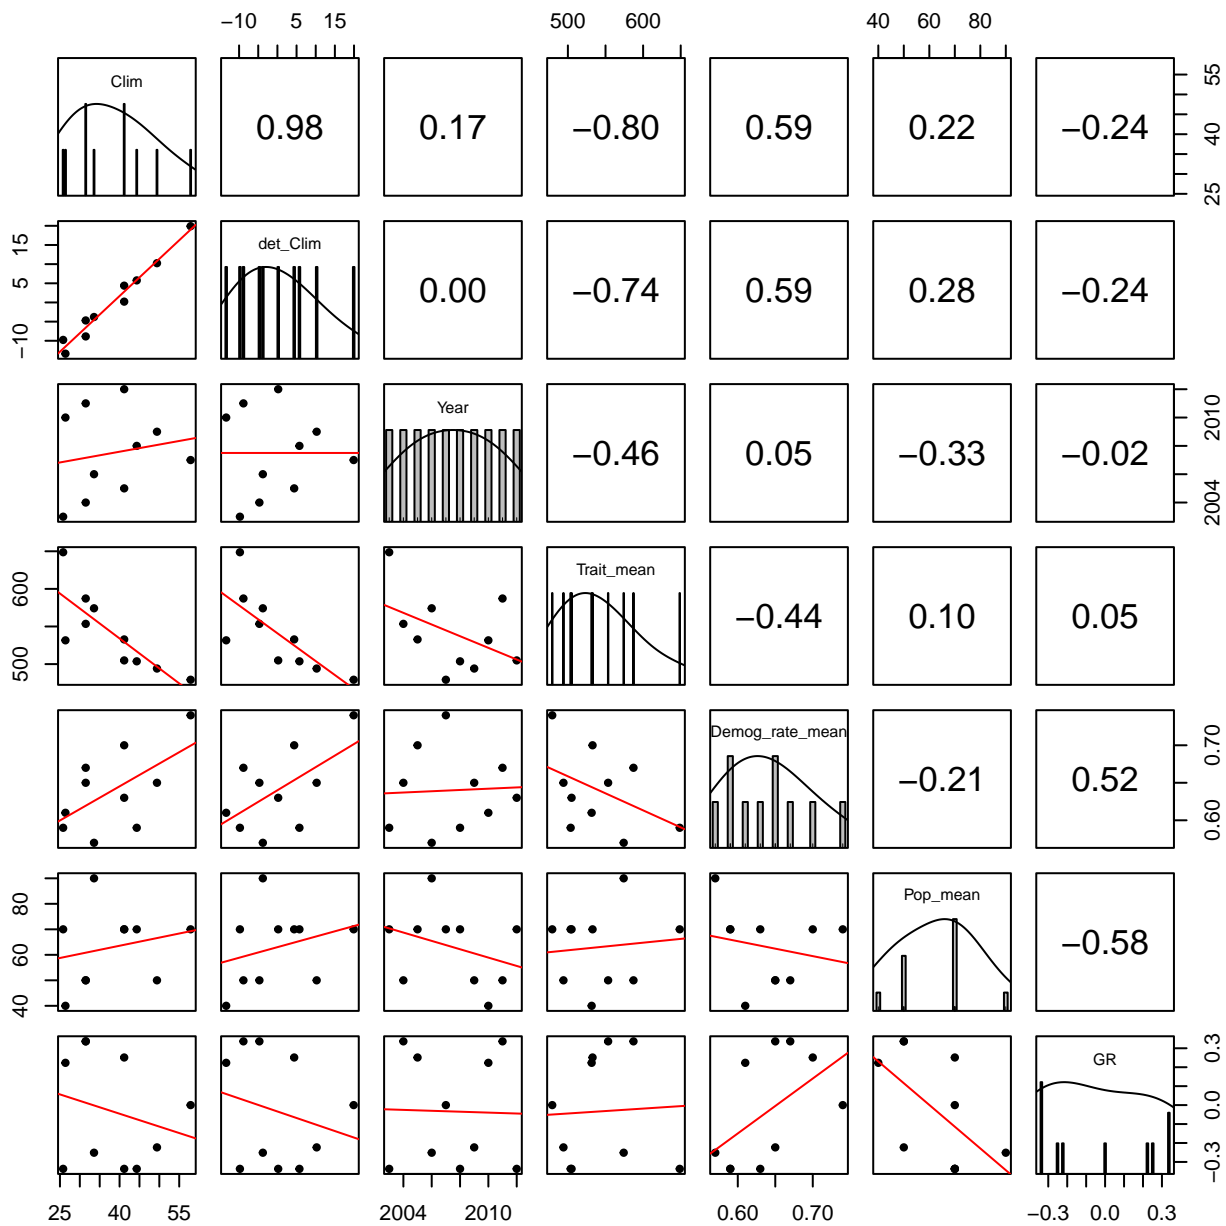 −10 5 15 500 600 40 60 80
Clim 0.98 0.17 −0.80 0.59 0.22 −0.24 25 40 55
−10 5 15 det_Clim 0.00 −0.74 0.59 0.28 −0.24
Year −0.46 0.05 −0.33 −0.02 2004 2010
500 600 Trait_mean −0.44 0.10 0.05
Demog_rate_mean −0.21 0.52 0.60 0.70
40 60 80 Pop_mean −0.58
GR −0.3 0.0 0.3
25 40 55 2004 2010 0.60 0.70 −0.3 0.0 0.3